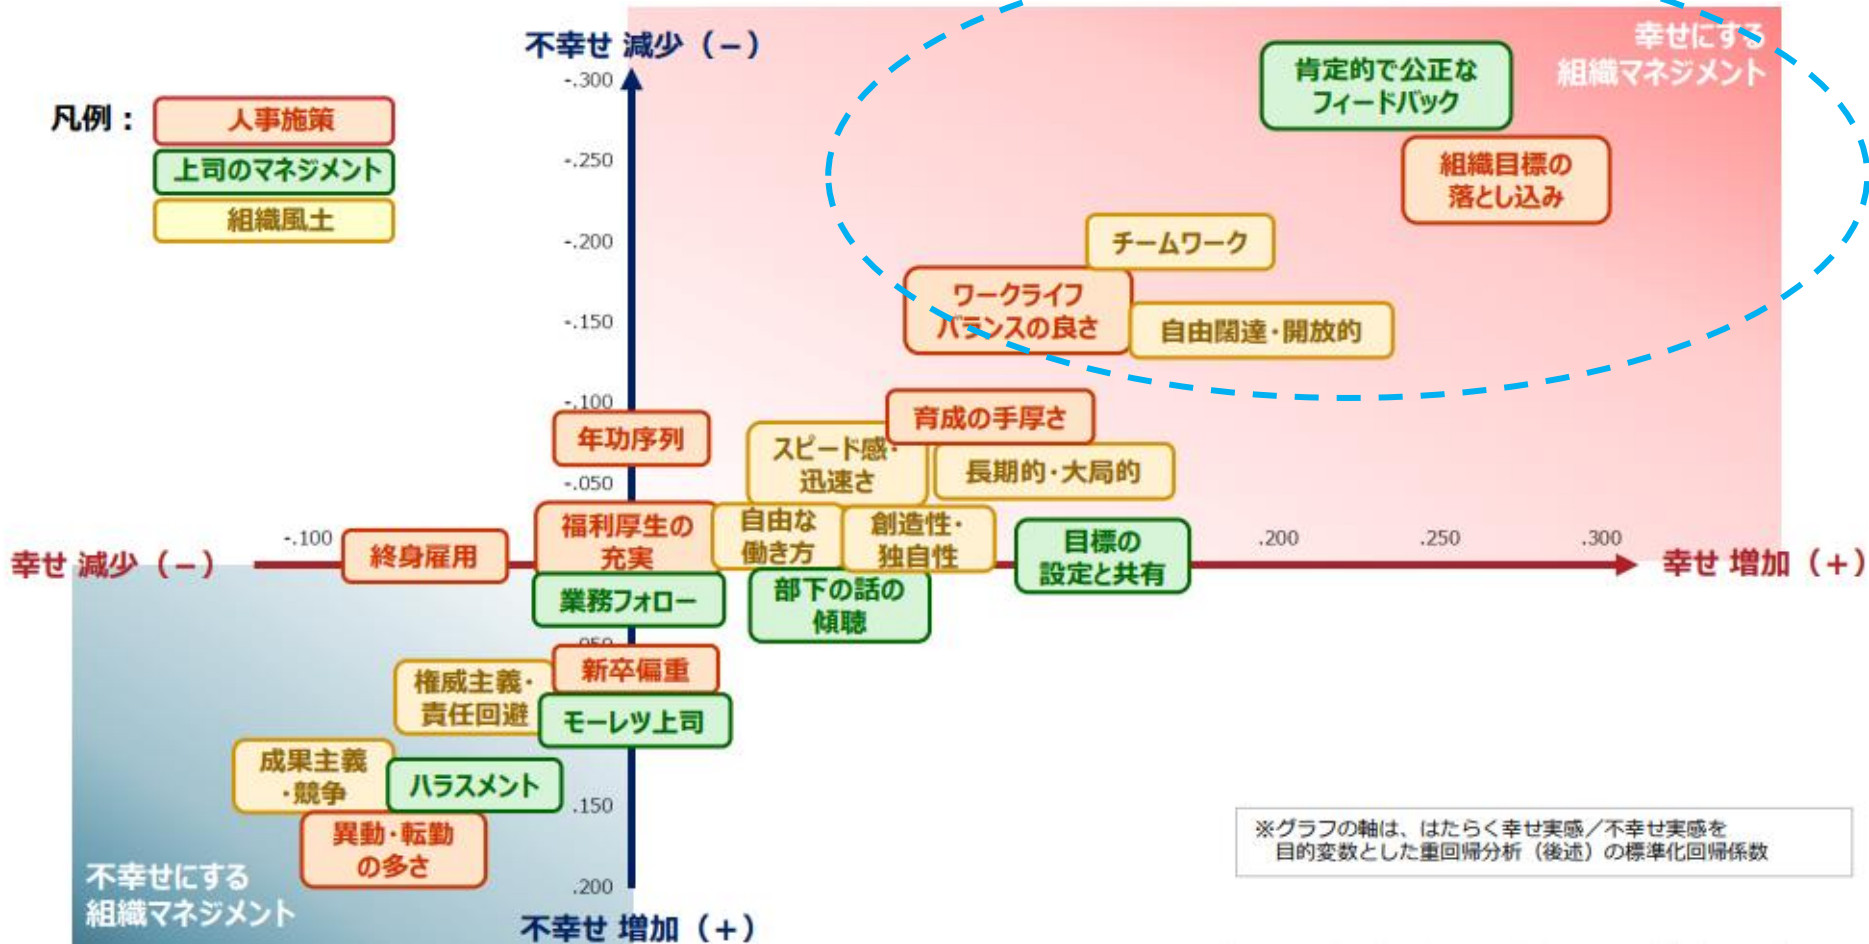 不幸せ 減少（－）
幸せにする
組織マネジメント
凡例：
人事施策
上司のマネジメント
組織風土
-.300
-.250
-.200
-.150
-.100
-.050
肯定的で公正な
フィードバック
組織目標の
落とし込み
チームワーク
ワークライフ
バランスの良さ
自由闊達・開放的
育成の手厚さ
年功序列
スピード感・
迅速さ
長期的・大局的
幸せ 減少（－）
-.100
終身雇用
福利厚生の
充実
自由な
働き方
創造性・
独自性
目標の
設定と共有
.200
.250
.300
幸せ 増加（＋）
業務フォロー
部下の話の
傾聴
.050
新卒偏重
権威主義・
責任回避
モーレツ上司
成果主義
・競争
ハラスメント
.150
異動・転勤
の多さ
.200
不幸せにする
組織マネジメント
不幸せ 増加（＋）
※グラフの軸は、はたらく幸せ実感／不幸せ実感を
目的変数とした重回帰分析（後述）の標準化回帰係数